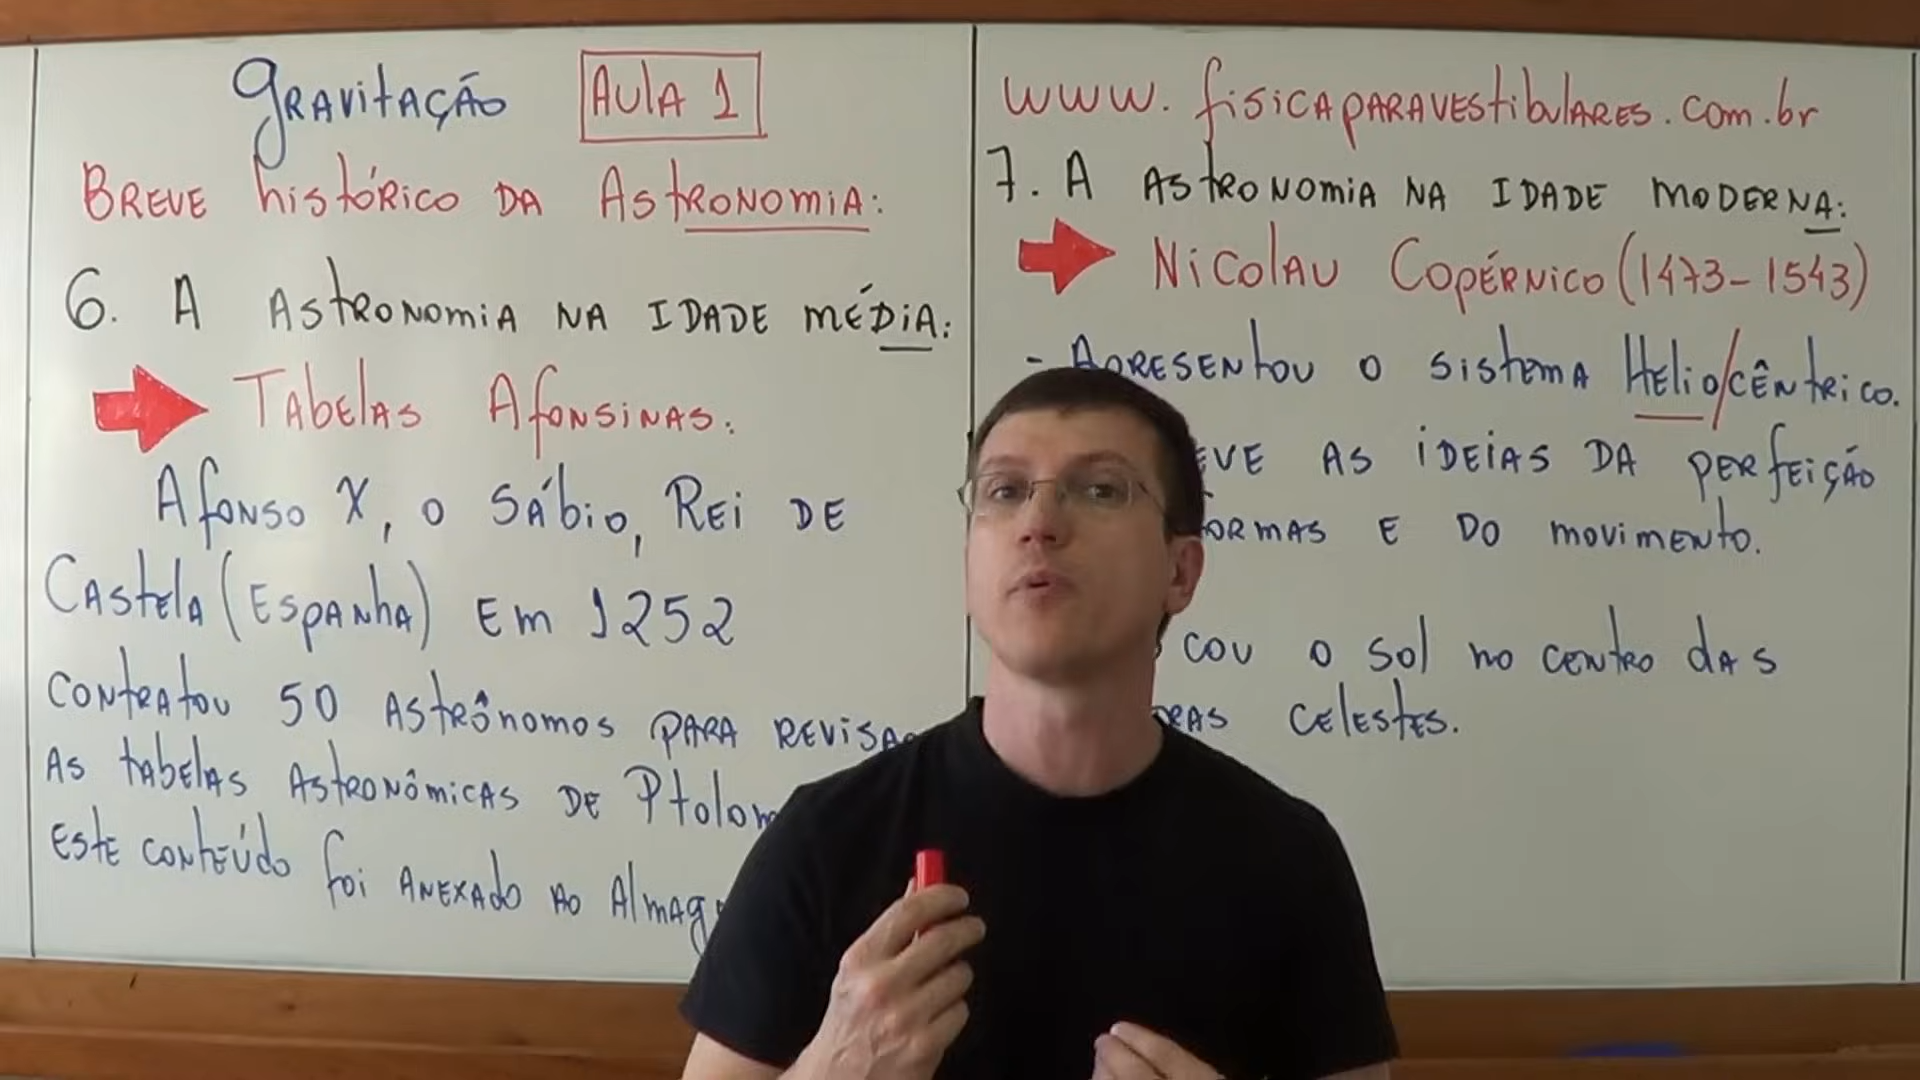 Gravitação Aula 1
Breve histórico da Astronomia:
6. A Astronomia na Idade Média:
Tabelas Afonsinas.
Afonso X, o Sábio, Rei de
Castela (Espanha) em 1252
contratou 50 astrônomos para
as tabelas astronômicas de
Este conteúdo foi anexado ao
www.fisicaparavestibulares.com.br
7. A Astronomia na Idade Moderna:
Nicolau Copérnico (1473-1543)
- Apresentou o sistema Helio/cêntrico.
as ideias da perfeição
e do movimento.
o sol no centro das
celestes.